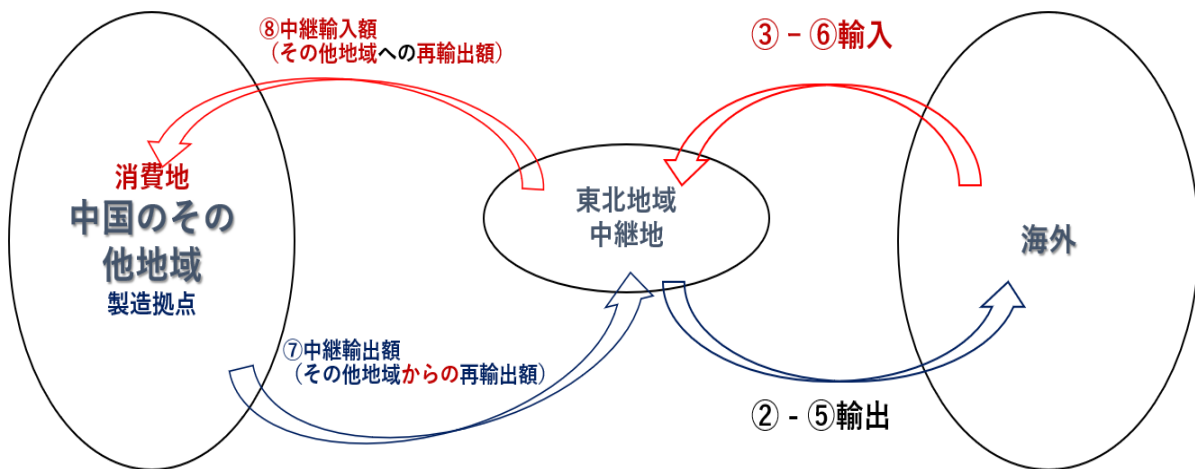 ⑧中継輸入額
（その他地域への再輸出額）
③－⑥輸入
消費地
中国のその
他地域
製造拠点
東北地域
中継地
海外
⑦中継輸出額
（その他地域からの再輸出額）
②-⑤輸出